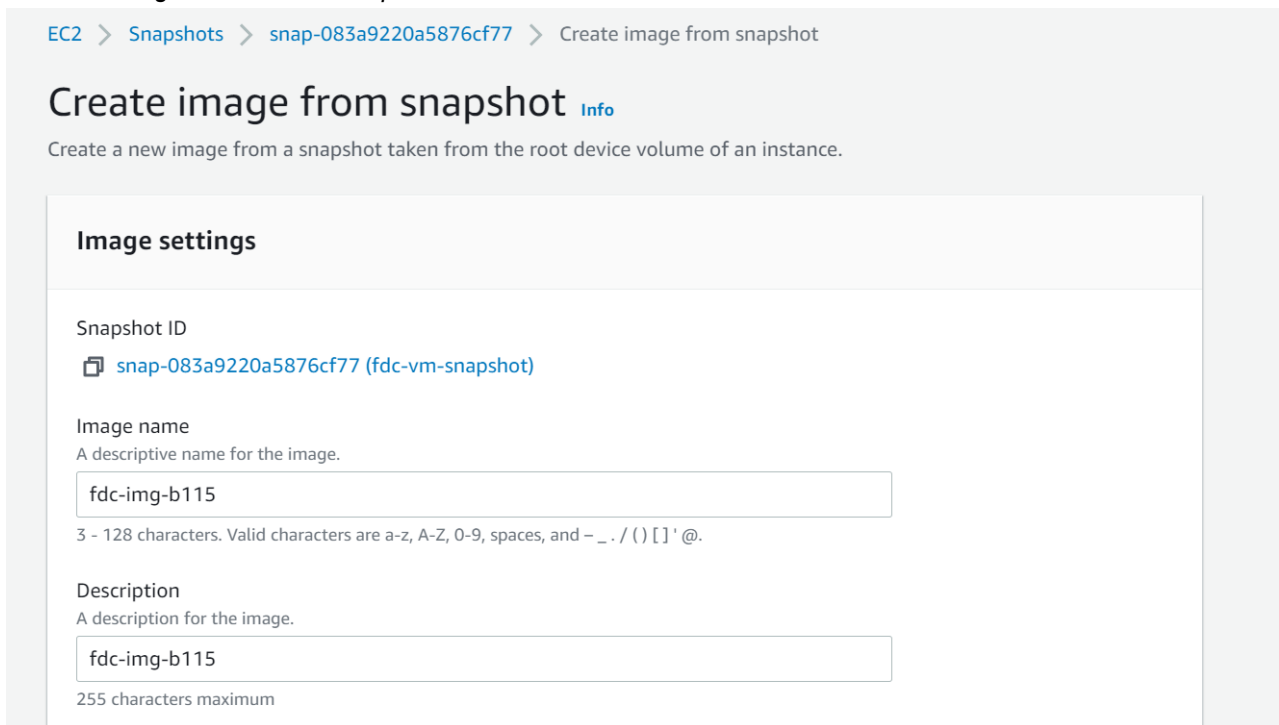 EC2 > Snapshots > snap-083a9220a5876cf77 > Create image from snapshot
Create image from snapshot Info
Create a new image from a snapshot taken from the root device volume of an instance.
Image settings
Snapshot ID
snap-083a9220a5876cf77 (fdc-vm-snapshot)
Image name
A descriptive name for the image.
fdc-img-b115
3 - 128 characters. Valid characters are a-z, A-Z, 0-9, spaces, and – _ . / ( ) [ ] ' @.
Description
A description for the image.
fdc-img-b115
255 characters maximum